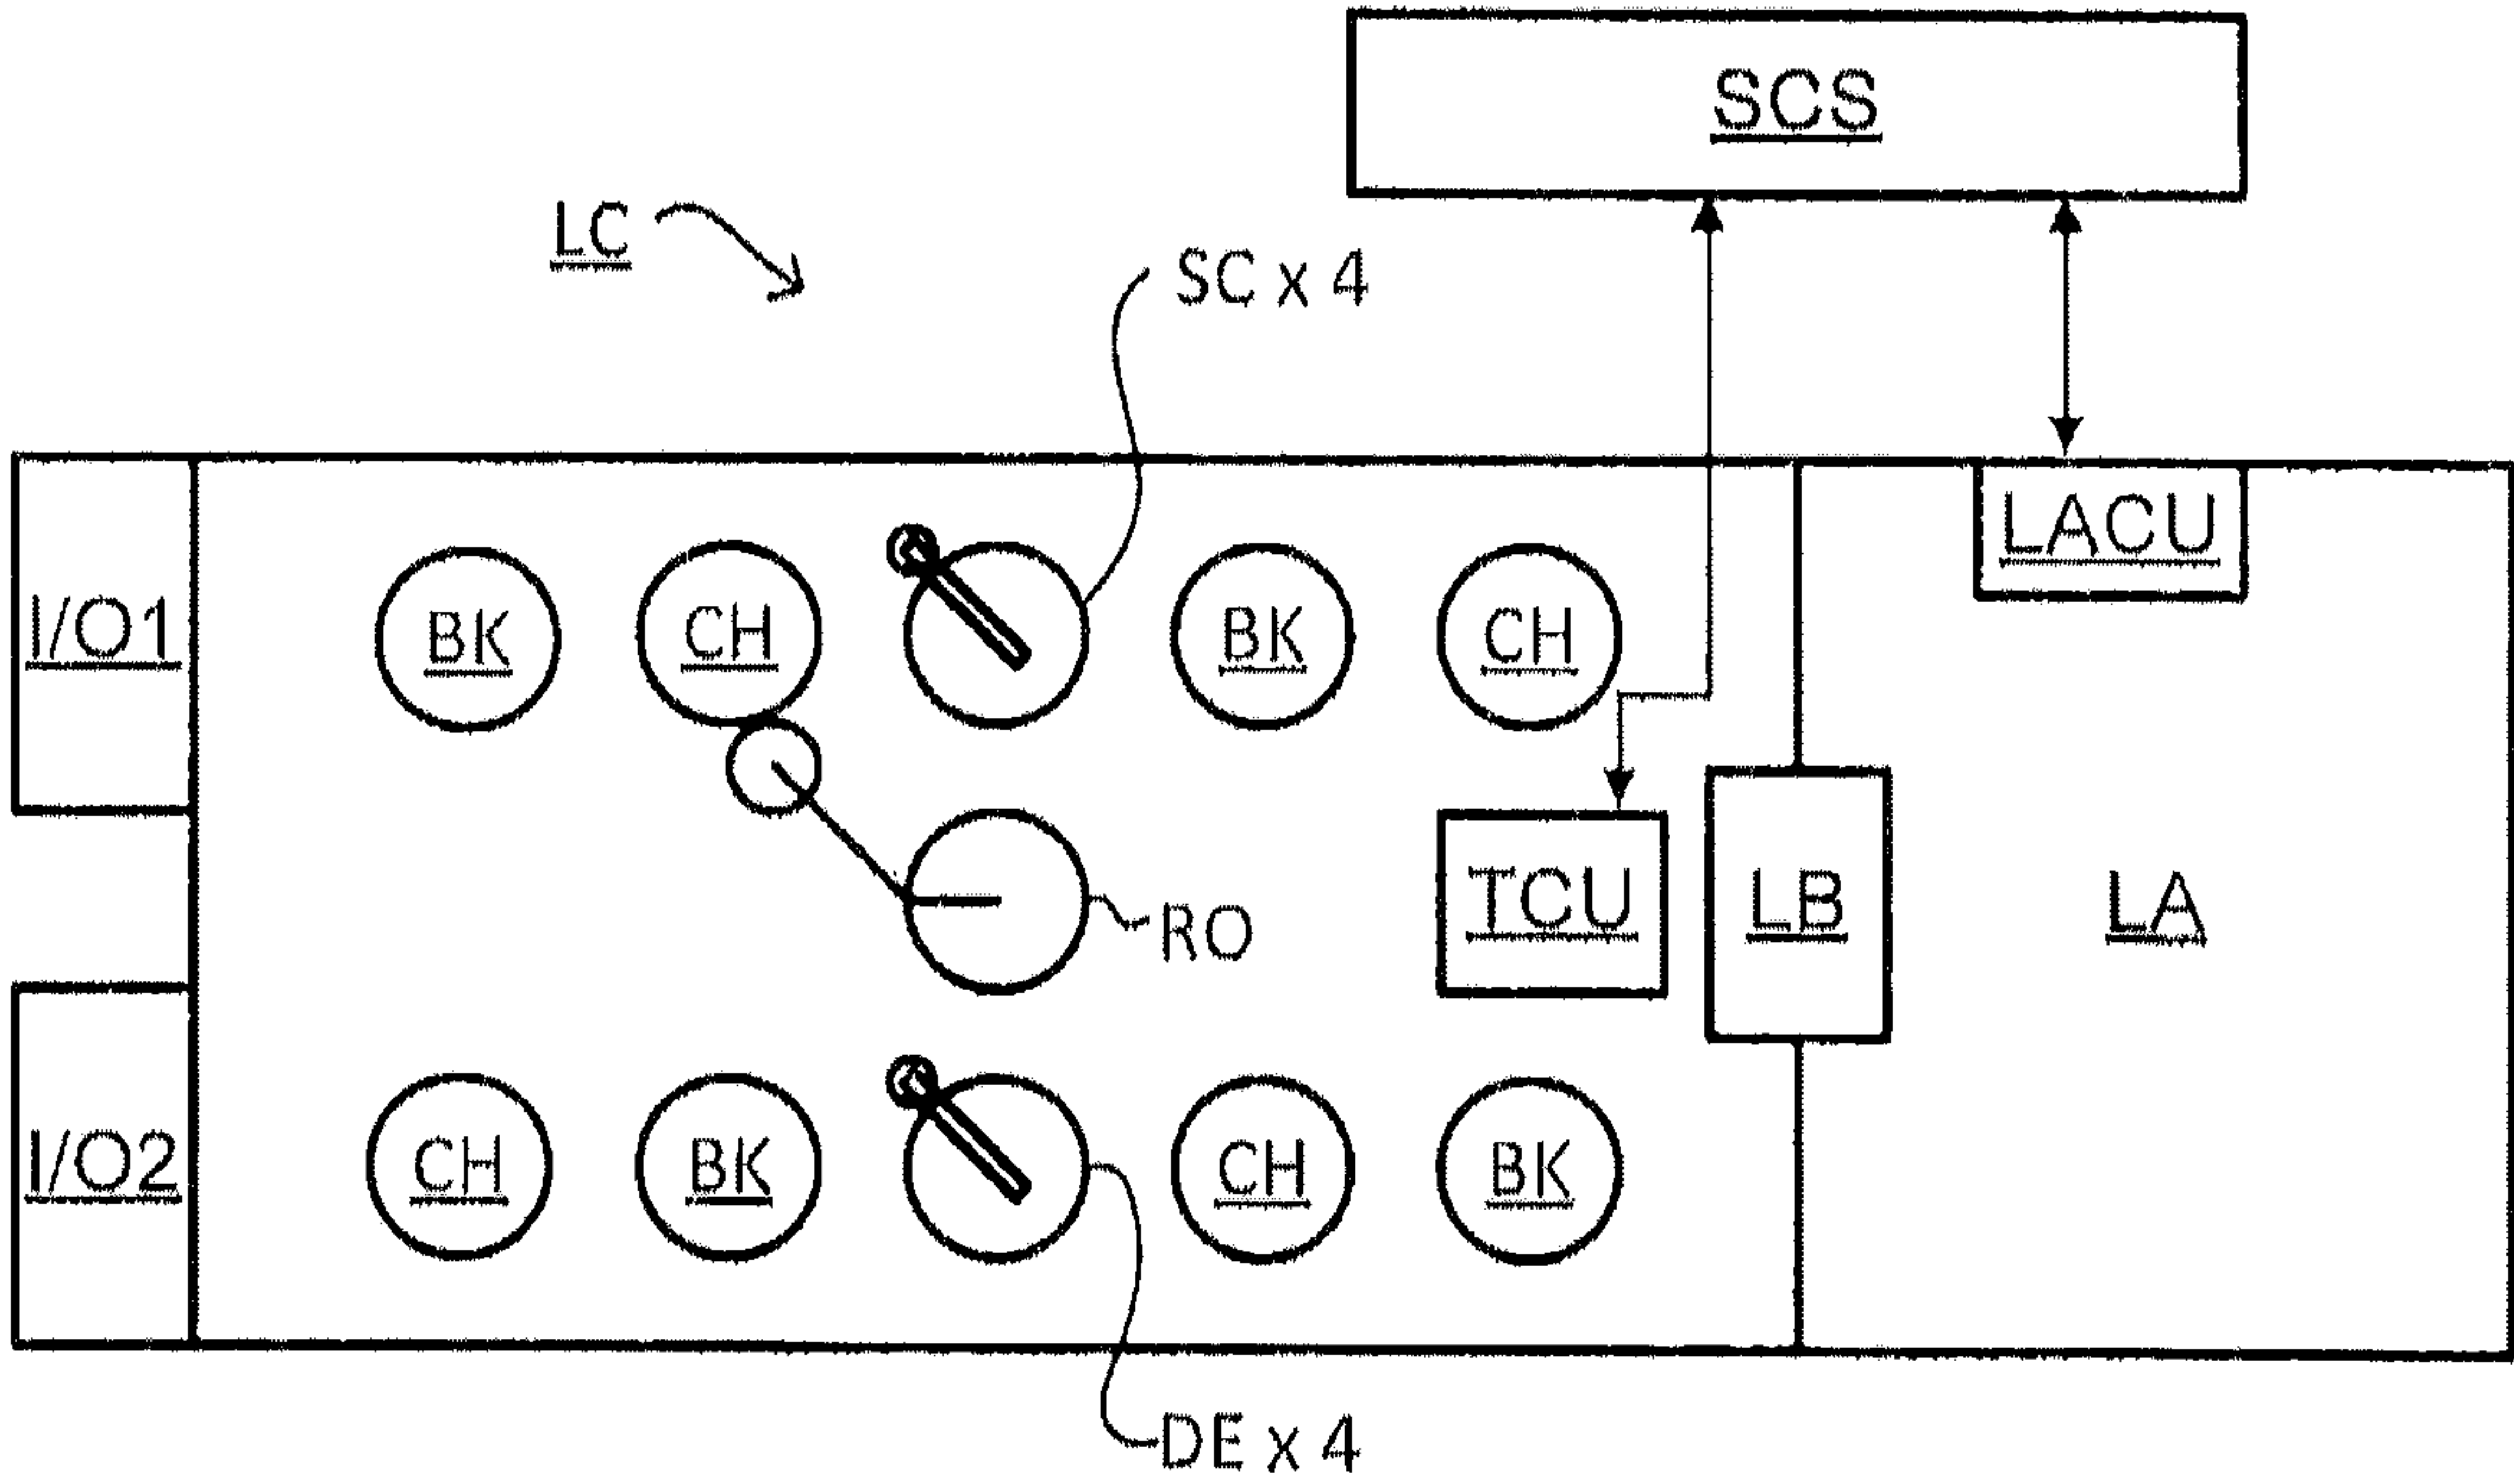 SCS
LC
SC x 4
LACU
I/O1
BK
CH
BK
CH
TCU
LB
LA
RO
I/O2
CH
BK
CH
BK
DE x 4